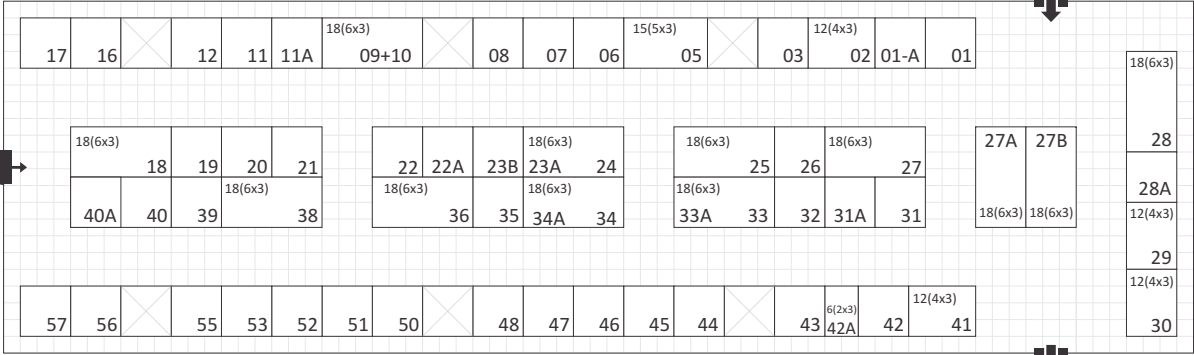 18(6x3) 15(5x3) 12(4x3)
17 16 12 11 11A 09+10 08 07 06 05 03 02 01-A 01
18(6x3)
28
18(6x3) 18(6x3) 18(6x3) 18(6x3)
27A 27B
18 19 20 21 22 22A 23B 23A 24 25 26 27
28A
18(6x3) 18(6x3) 18(6x3) 18(6x3)
40A 40 39 38 36 35 34A 34 33A 33 32 31A 31
18(6x3) 18(6x3)
12(4x3)
29
12(4x3)
30
6(2x3) 12(4x3)
57 56 55 53 52 51 50 48 47 46 45 44 43 42A 42 41